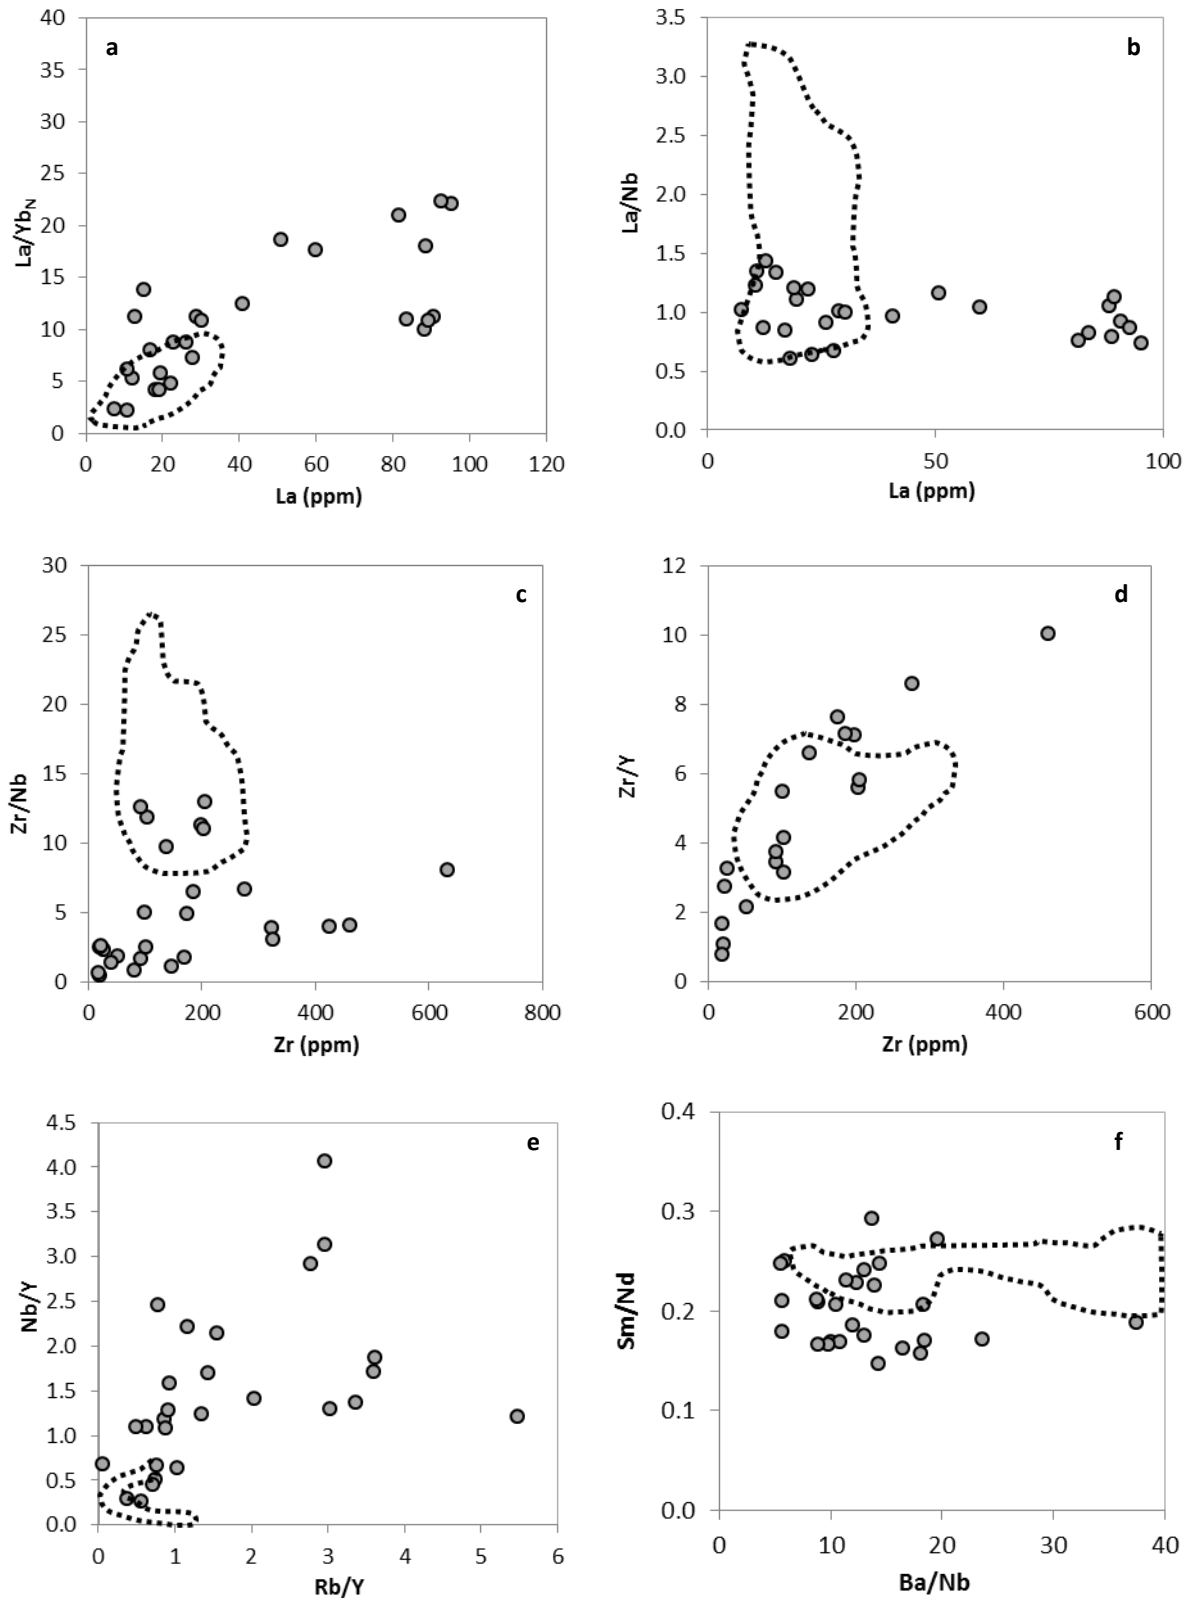 a
40
35
30
25
20
15
10
5
0
La/YbN
0 20 40 60 80 100 120
La (ppm)
b
3.5
3.0
2.5
2.0
1.5
1.0
0.5
0.0
La/Nb
0 50 100
La (ppm)
c
30
25
20
15
10
5
0
Zr/Nb
0 200 400 600 800
Zr (ppm)
d
12
10
8
6
4
2
0
Zr/Y
0 200 400 600
Zr (ppm)
e
4.5
4.0
3.5
3.0
2.5
2.0
1.5
1.0
0.5
0.0
Nb/Y
0 1 2 3 4 5 6
Rb/Y
f
0.4
0.3
0.2
0.1
0.0
Sm/Nd
0 10 20 30 40
Ba/Nb